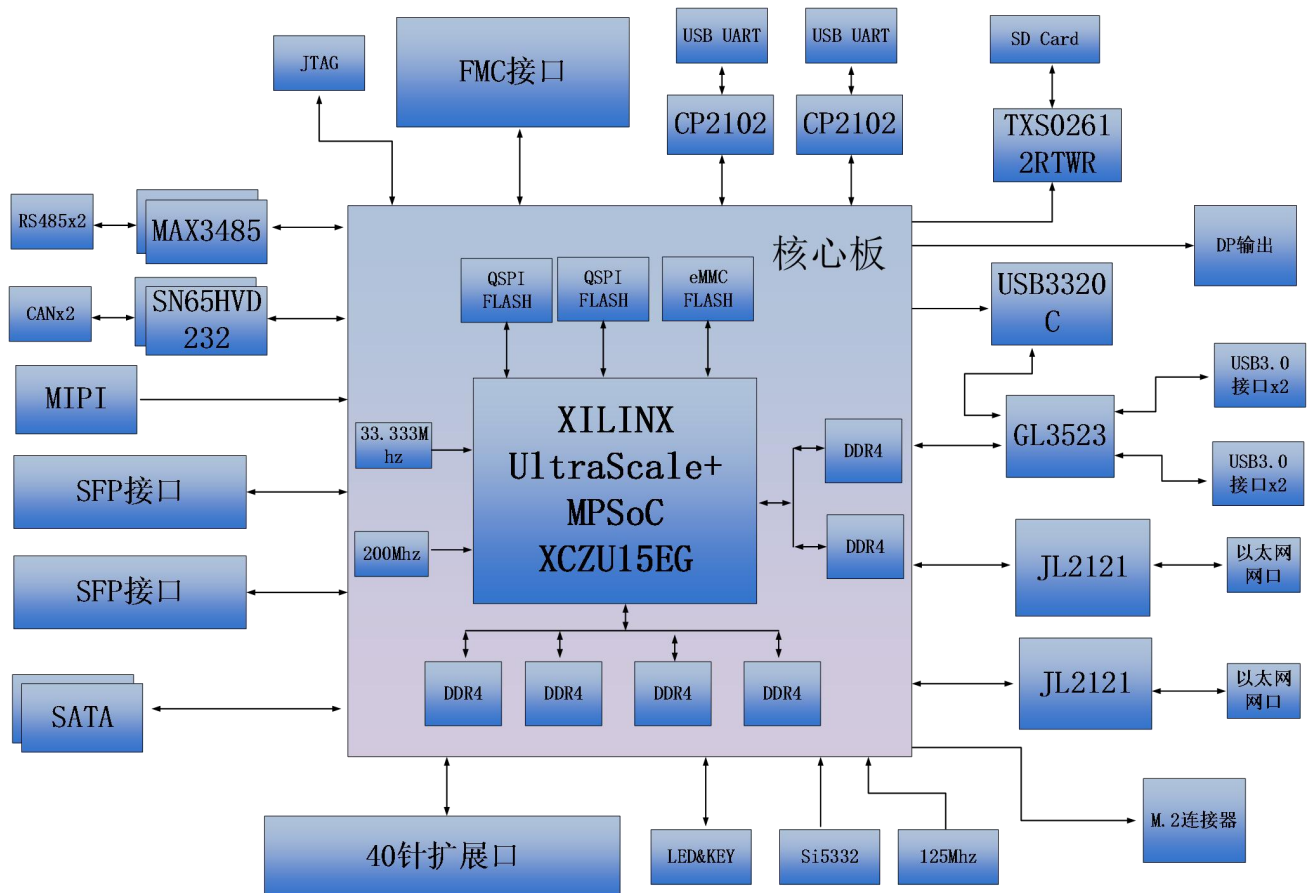 JTAG
FMC接口
USB UART
USB UART
SD Card
CP2102
CP2102
TXS0261
2RTWR
RS485x2
MAX3485
核心板
DP输出
CANx2
SN65HVD
232
QSPI
FLASH
QSPI
FLASH
eMMC
FLASH
USB3320
C
MIPI
XILINX
UltraScale+
MPSoC
XCZU15EG
33.333M
hz
200Mhz
DDR4
DDR4
GL3523
USB3.0
接口x2
USB3.0
接口x2
SFP接口
SFP接口
JL2121
以太网
网口
JL2121
以太网
网口
SATA
DDR4
DDR4
DDR4
DDR4
40针扩展口
LED&KEY
Si5332
125Mhz
M.2连接器